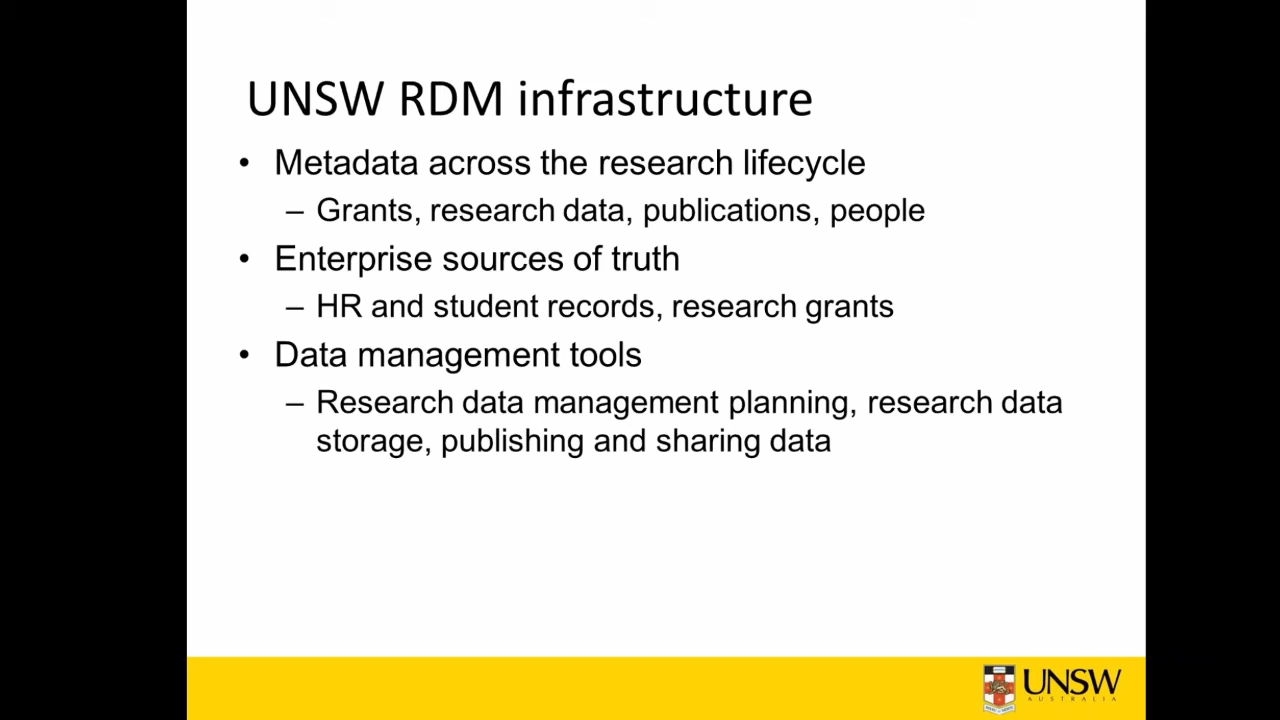 UNSW RDM infrastructure
• Metadata across the research lifecycle
– Grants, research data, publications, people
• Enterprise sources of truth
– HR and student records, research grants
• Data management tools
– Research data management planning, research data
storage, publishing and sharing data
UNSW
AUSTRALIA